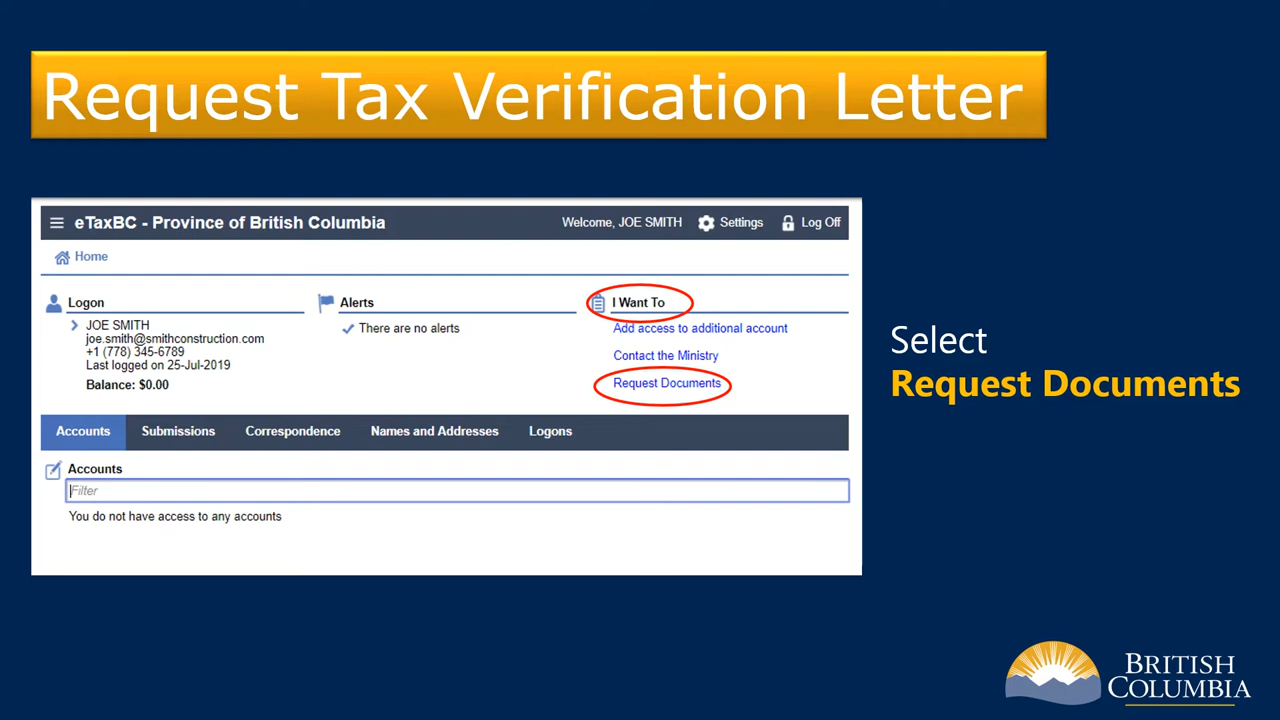 Request Tax Verification Letter
eTaxBC - Province of British Columbia
Welcome, JOE SMITH
Settings
Log Off
Home
Logon
JOE SMITH
joe.smith@smithconstruction.com
+1 (778) 345-6789
Last logged on 25-Jul-2019
Balance: $0.00
Alerts
There are no alerts
I Want To
Add access to additional account
Contact the Ministry
Request Documents
Accounts
Submissions
Correspondence
Names and Addresses
Logons
Accounts
Filter
You do not have access to any accounts
Select
Request Documents
BRITISH
COLUMBIA